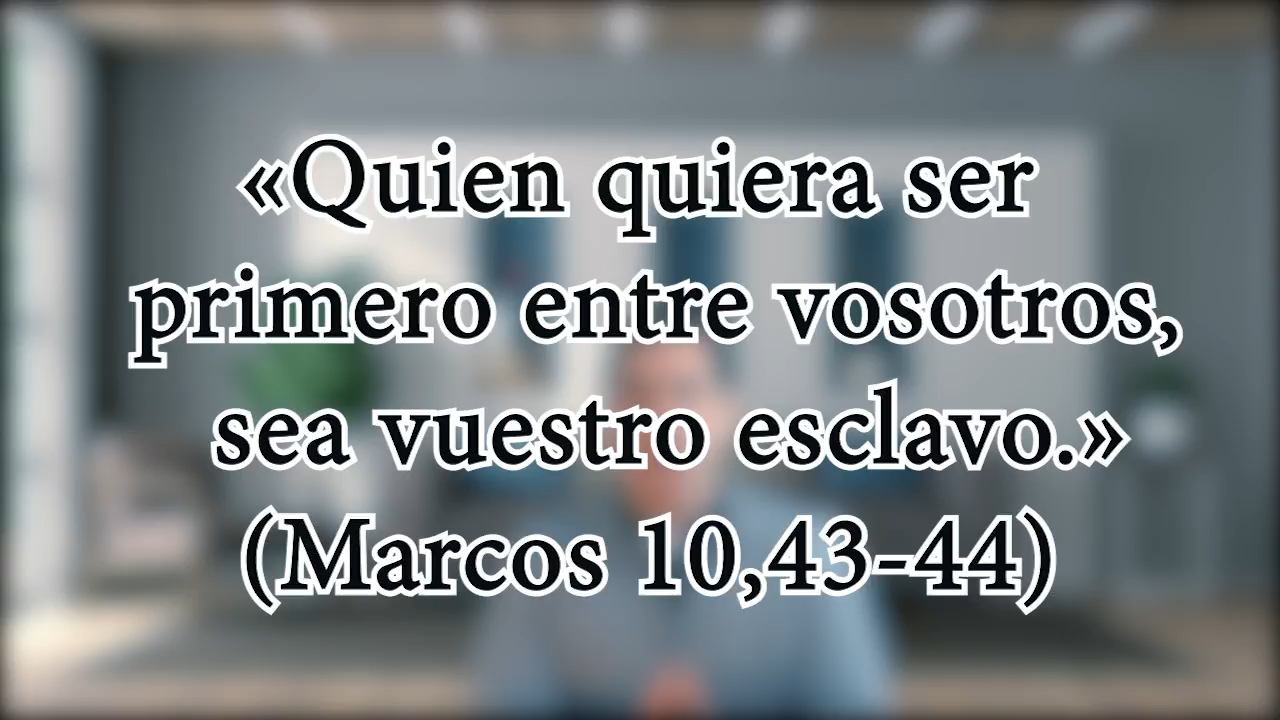 «Quien quiera ser
primero entre vosotros,
sea vuestro esclavo.»
(Marcos 10,43-44)